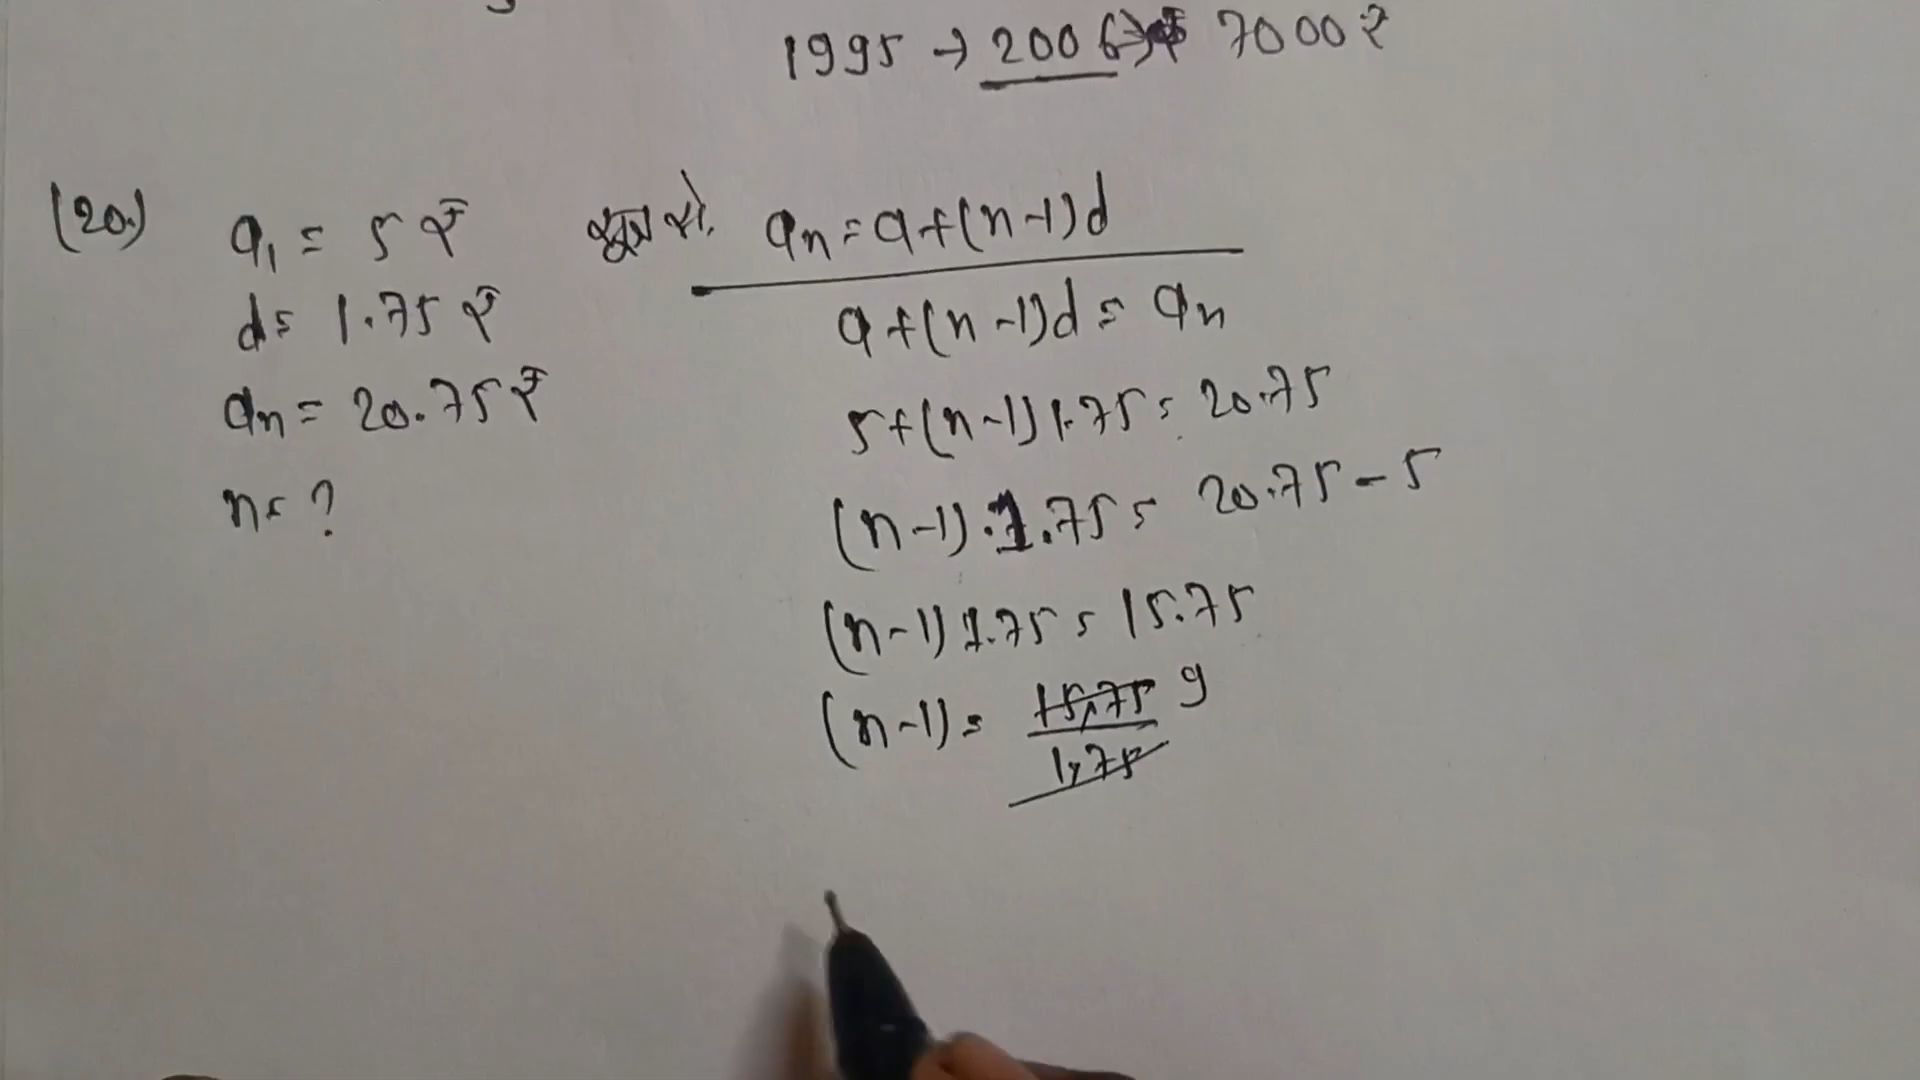 1995 → 2006 → 7000 ₹
(20.)
a₁ = 5 ₹
d = 1.75 ₹
aₙ = 20.75 ₹
n = ?
सूत्र से, aₙ = a + (n-1)d
a + (n-1)d = aₙ
5 + (n-1) 1.75 = 20.75
(n-1) · 1.75 = 20.75 - 5
(n-1) 1.75 = 15.75
(n-1) = 15.75 / 1.75 9